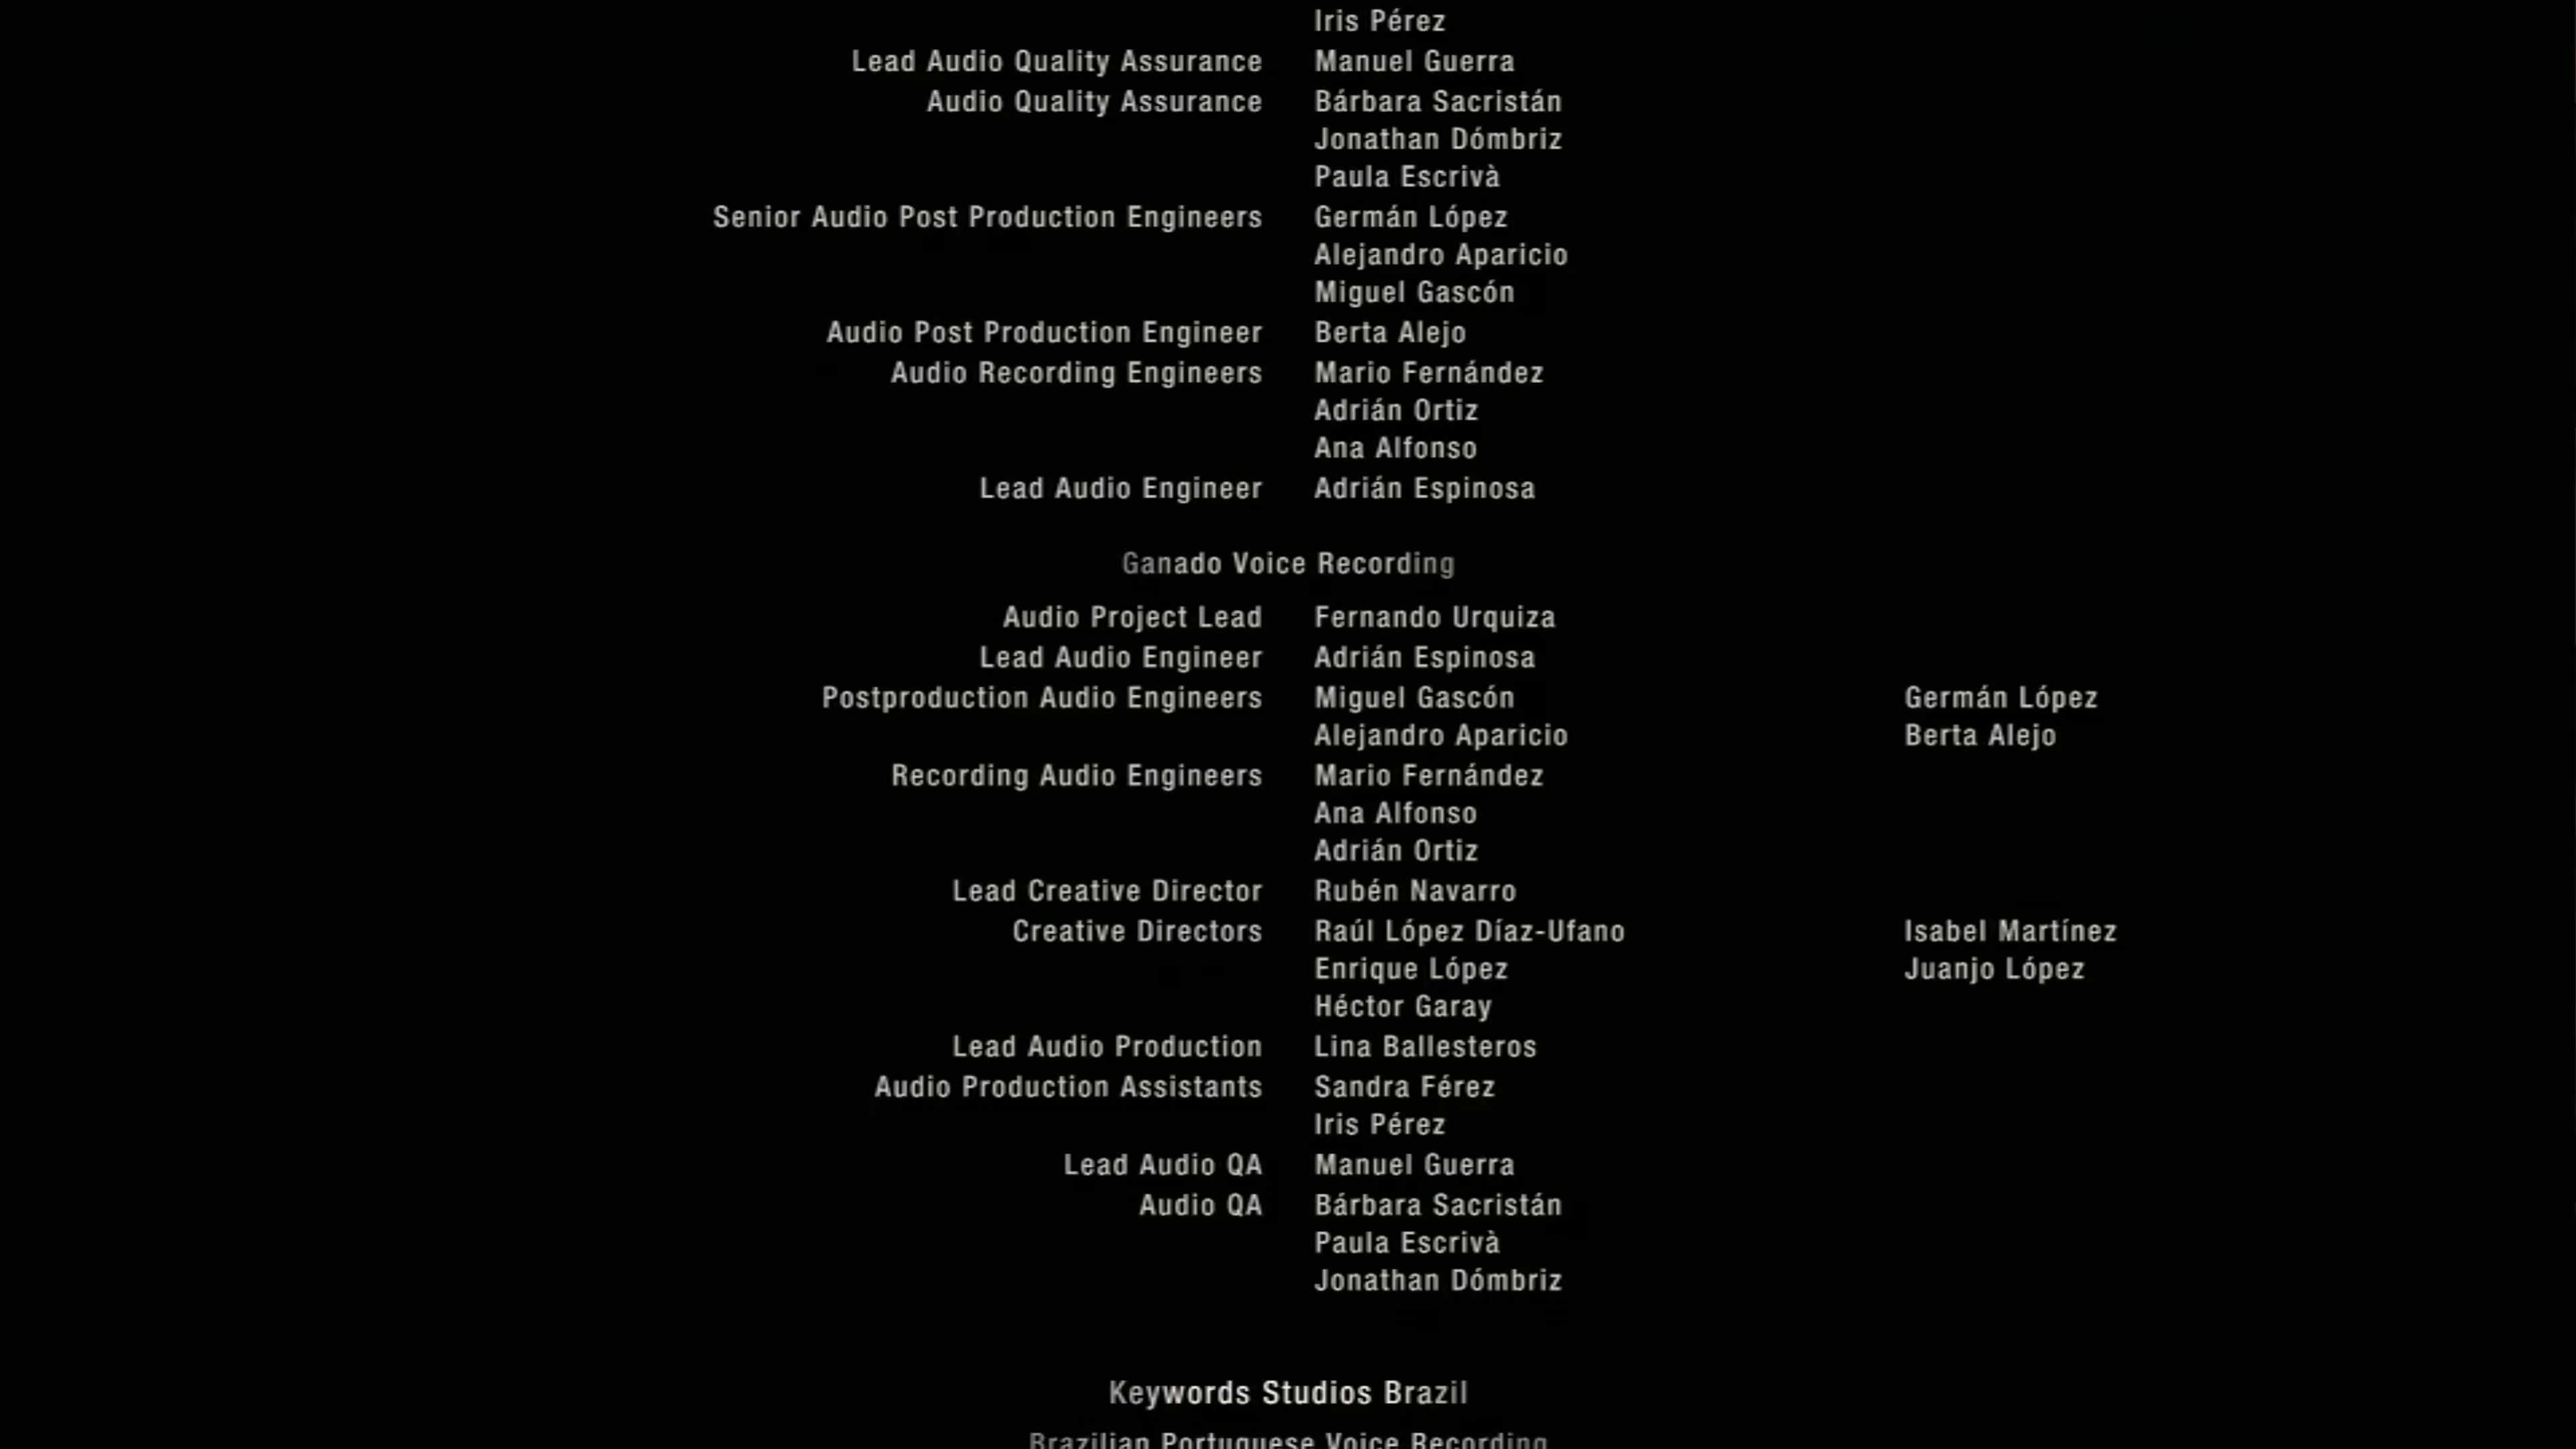 Iris Pérez
Lead Audio Quality Assurance Manuel Guerra
Audio Quality Assurance Bárbara Sacristán
Jonathan Dómbriz
Paula Escrivà
Senior Audio Post Production Engineers Germán López
Alejandro Aparicio
Miguel Gascón
Audio Post Production Engineer Berta Alejo
Audio Recording Engineers Mario Fernández
Adrián Ortiz
Ana Alfonso
Lead Audio Engineer Adrián Espinosa
Ganado Voice Recording
Audio Project Lead Fernando Urquiza
Lead Audio Engineer Adrián Espinosa
Postproduction Audio Engineers Miguel Gascón Germán López
Alejandro Aparicio Berta Alejo
Recording Audio Engineers Mario Fernández
Ana Alfonso
Adrián Ortiz
Lead Creative Director Rubén Navarro
Creative Directors Raúl López Díaz-Ufano Isabel Martínez
Enrique López Juanjo López
Héctor Garay
Lead Audio Production Lina Ballesteros
Audio Production Assistants Sandra Férez
Iris Pérez
Lead Audio QA Manuel Guerra
Audio QA Bárbara Sacristán
Paula Escrivà
Jonathan Dómbriz
Keywords Studios Brazil
Brazilian Portuguese Voice Recording